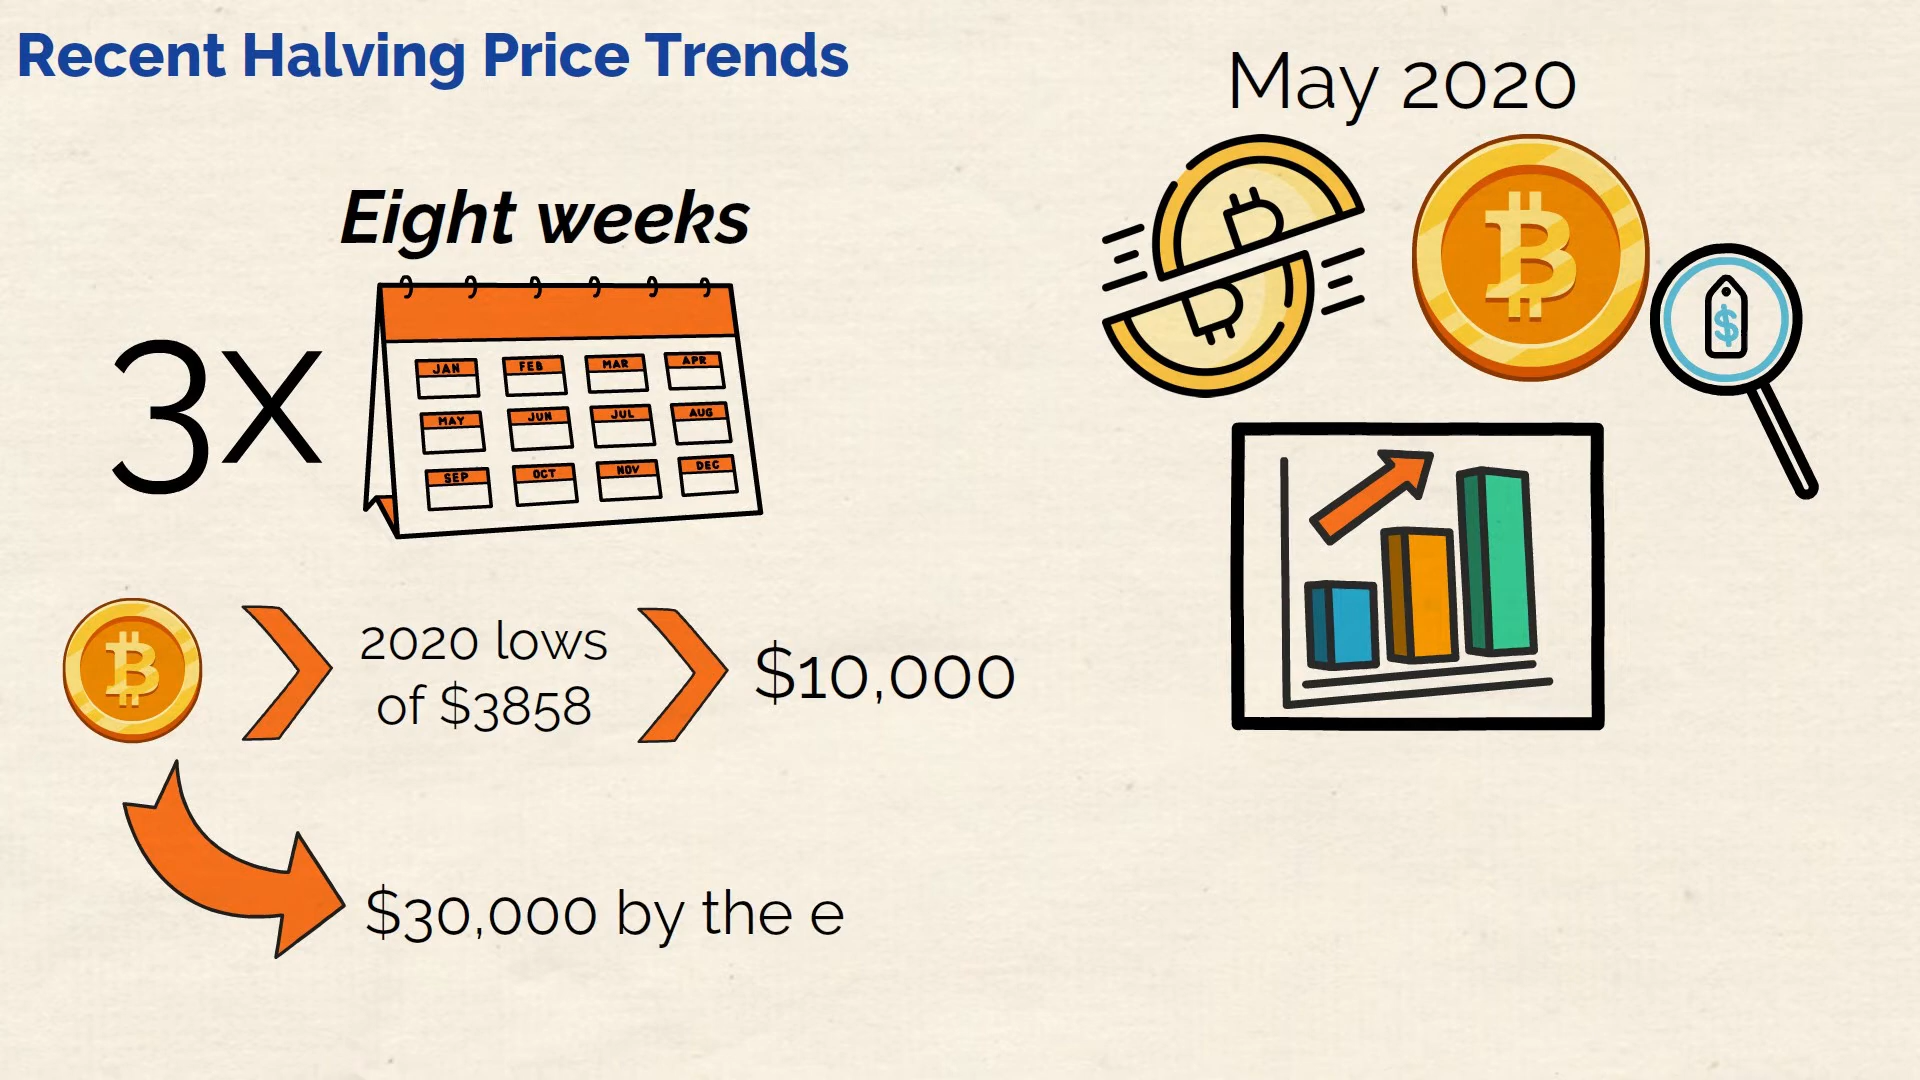 Recent Halving Price Trends
May 2020
Eight weeks
3x
JAN FEB MAR APR
MAY JUN JUL AUG
SEP OCT NOV DEC
$
2020 lows
of $3858
$10,000
$30,000 by the e